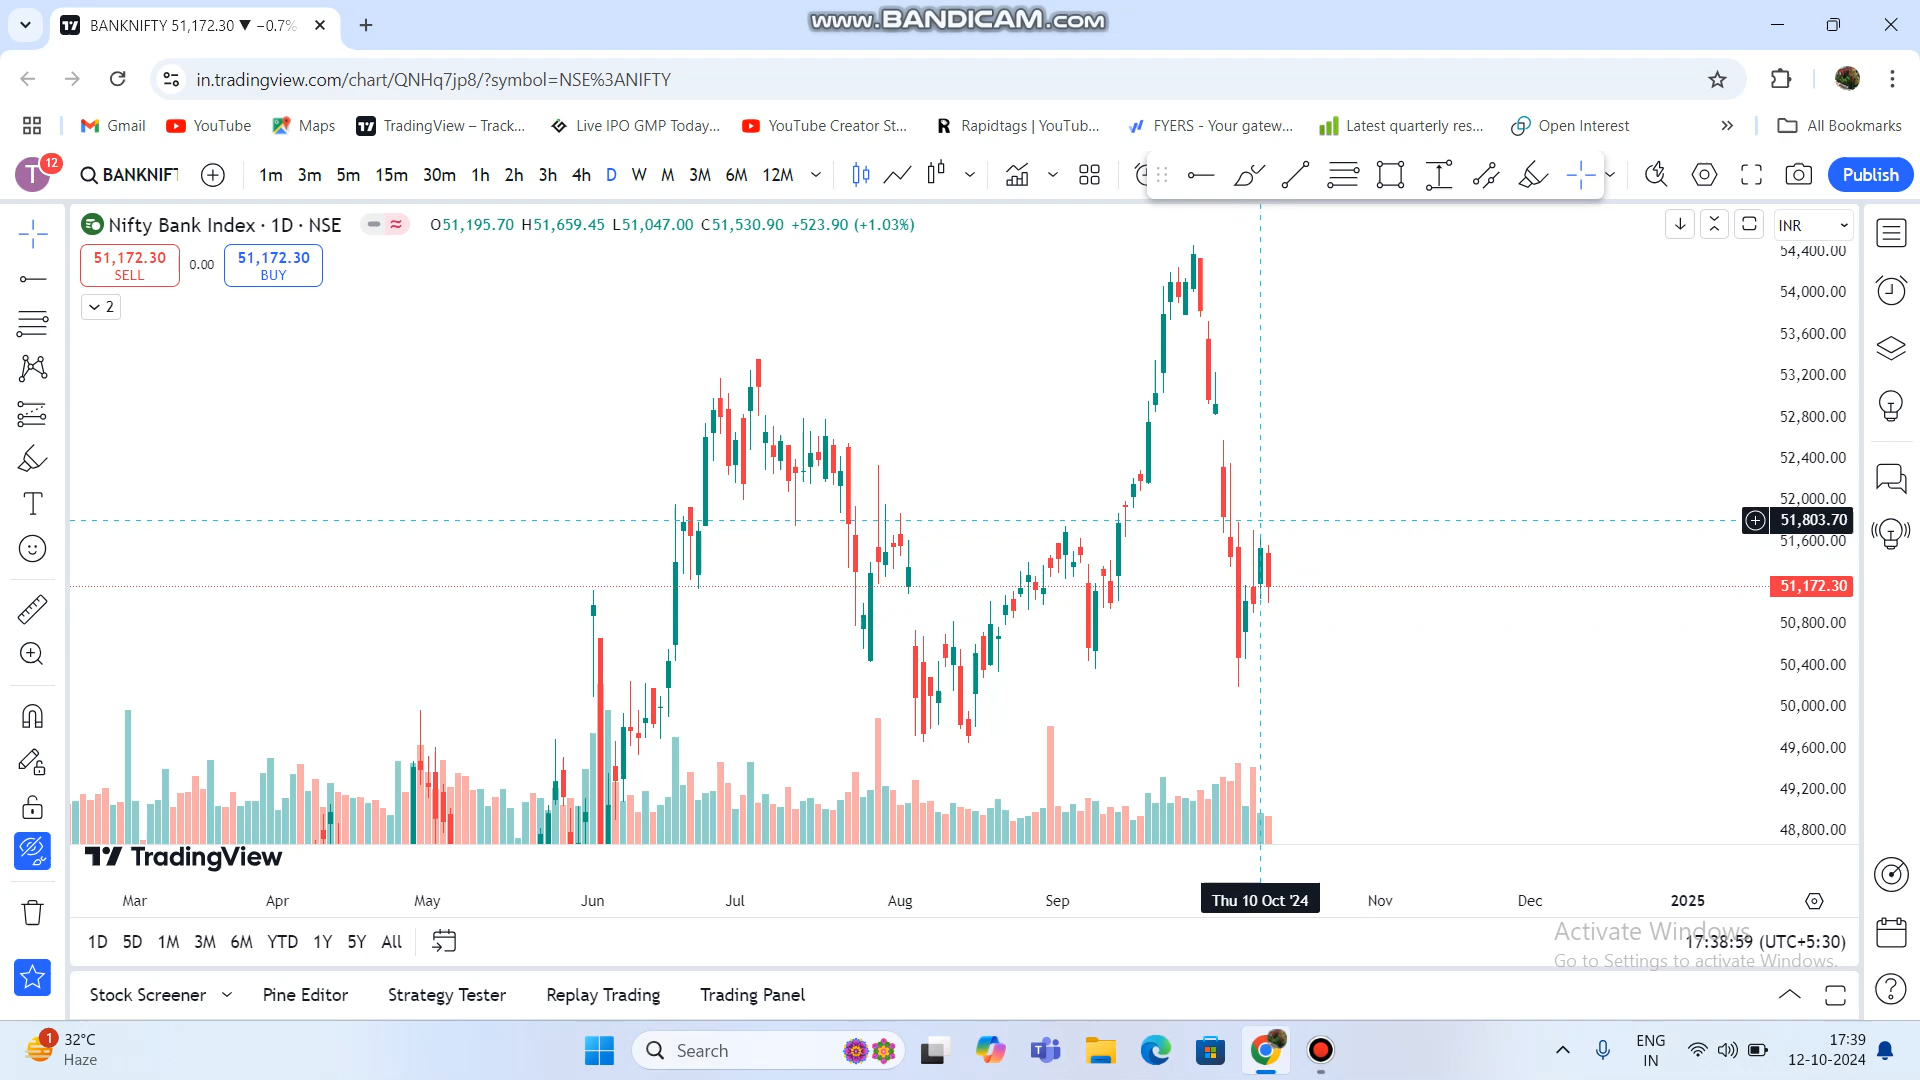 BANKNIFTY 51,172.30 ▼ −0.7%
www.BANDICAM.com
in.tradingview.com/chart/QNHq7jp8/?symbol=NSE%3ANIFTY
Gmail YouTube Maps TradingView – Track... Live IPO GMP Today,... YouTube Creator St... Rapidtags | YouTub... FYERS - Your gatew... Latest quarterly res... Open Interest » All Bookmarks
T 12 BANKNIFT 1m 3m 5m 15m 30m 1h 2h 3h 4h D W M 3M 6M 12M Publish
Nifty Bank Index · 1D · NSE O51,195.70 H51,659.45 L51,047.00 C51,530.90 +523.90 (+1.03%) INR
51,172.30 SELL 0.00 51,172.30 BUY
2
54,400.00
54,000.00
53,600.00
53,200.00
52,800.00
52,400.00
52,000.00
51,803.70
51,600.00
51,172.30
50,800.00
50,400.00
50,000.00
49,600.00
49,200.00
48,800.00
TradingView
Mar Apr May Jun Jul Aug Sep Thu 10 Oct '24 Nov Dec 2025
1D 5D 1M 3M 6M YTD 1Y 5Y All 17:38:59 (UTC+5:30)
Activate Windows
Go to Settings to activate Windows.
Stock Screener Pine Editor Strategy Tester Replay Trading Trading Panel
1 32°C
Haze
Search
ENG
IN
17:39
12-10-2024